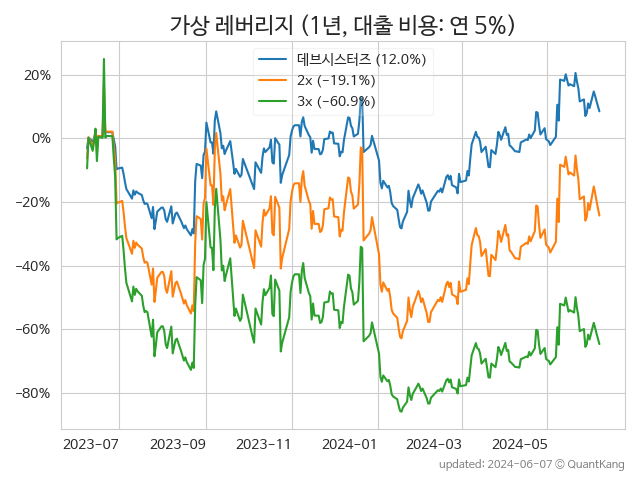 가상 레버리지 (1년, 대출 비용: 연 5%)
데브시스터즈 (12.0%)
2x (−19.1%)
3x (−60.9%)
20%
0%
−20%
−40%
−60%
−80%
2023-07 2023-09 2023-11 2024-01 2024-03 2024-05
updated: 2024-06-07 © QuantKang